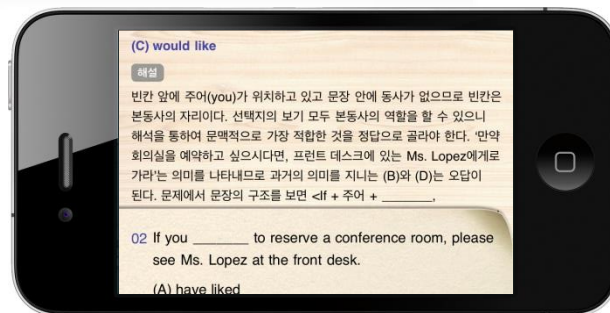 (C) would like
해설
빈칸 앞에 주어(you)가 위치하고 있고 문장 안에 동사가 없으므로 빈칸은
본동사의 자리이다. 선택지의 보기 모두 본동사의 역할을 할 수 있으니
해석을 통하여 문맥적으로 가장 적합한 것을 정답으로 골라야 한다. '만약
회의실을 예약하고 싶으시다면, 프런트 데스크에 있는 Ms. Lopez에게로
가라'는 의미를 나타내므로 과거의 의미를 지니는 (B)와 (D)는 오답이
된다. 문제에서 문장의 구조를 보면 <If + 주어 + _______,
02 If you _______ to reserve a conference room, please
see Ms. Lopez at the front desk.
(A) have liked